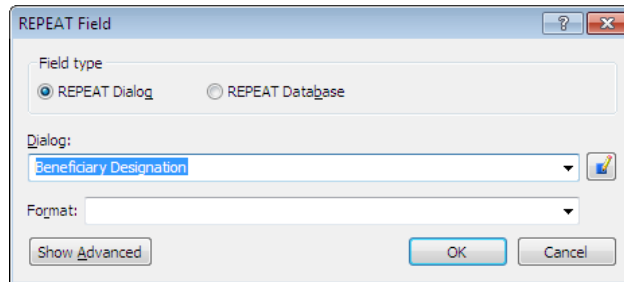 REPEAT Field
Field type
REPEAT Dialog REPEAT Database
Dialog:
Beneficiary Designation
Format:
Show Advanced OK Cancel